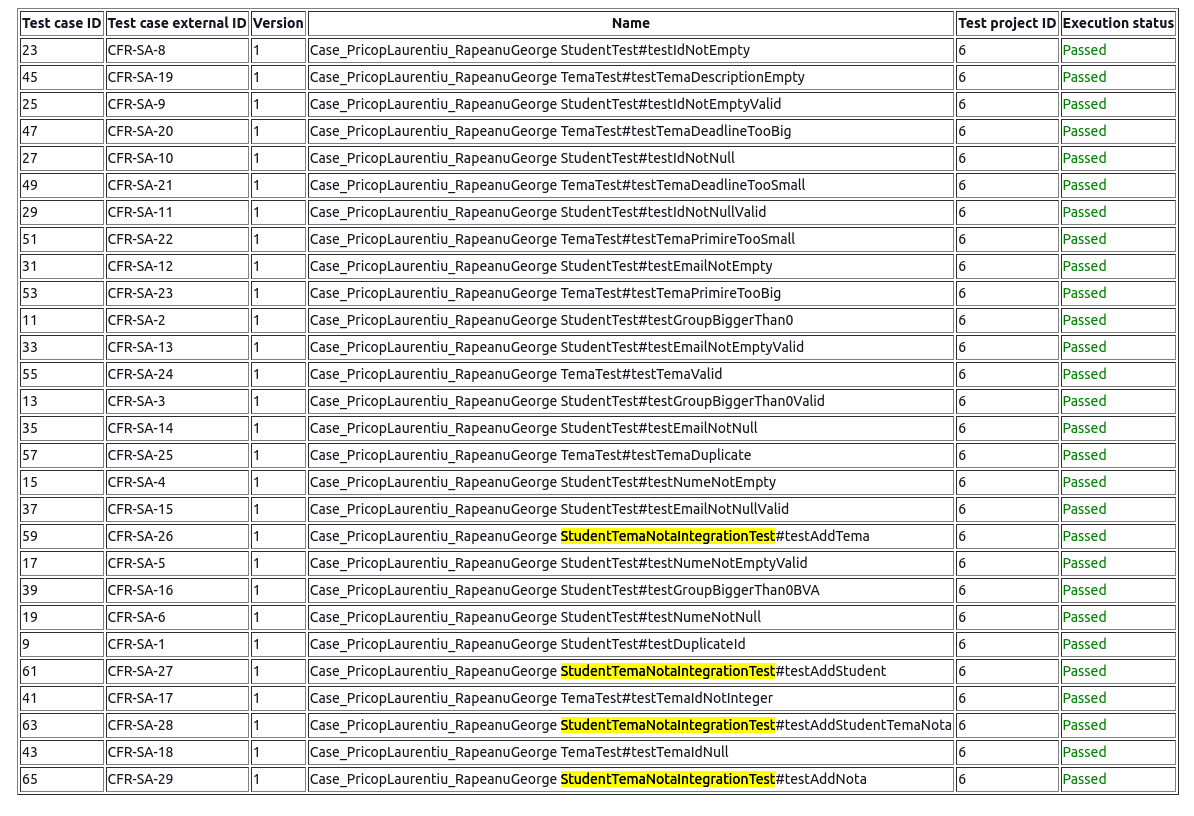 Test case ID Test case external ID Version Name Test project ID Execution status
23 CFR-SA-8 1 Case_PricopLaurentiu_RapeanuGeorge StudentTest#testIdNotEmpty 6 Passed
45 CFR-SA-19 1 Case_PricopLaurentiu_RapeanuGeorge TemaTest#testTemaDescriptionEmpty 6 Passed
25 CFR-SA-9 1 Case_PricopLaurentiu_RapeanuGeorge StudentTest#testIdNotEmptyValid 6 Passed
47 CFR-SA-20 1 Case_PricopLaurentiu_RapeanuGeorge TemaTest#testTemaDeadlineTooBig 6 Passed
27 CFR-SA-10 1 Case_PricopLaurentiu_RapeanuGeorge StudentTest#testIdNotNull 6 Passed
49 CFR-SA-21 1 Case_PricopLaurentiu_RapeanuGeorge TemaTest#testTemaDeadlineTooSmall 6 Passed
29 CFR-SA-11 1 Case_PricopLaurentiu_RapeanuGeorge StudentTest#testIdNotNullValid 6 Passed
51 CFR-SA-22 1 Case_PricopLaurentiu_RapeanuGeorge TemaTest#testTemaPrimireTooSmall 6 Passed
31 CFR-SA-12 1 Case_PricopLaurentiu_RapeanuGeorge StudentTest#testEmailNotEmpty 6 Passed
53 CFR-SA-23 1 Case_PricopLaurentiu_RapeanuGeorge TemaTest#testTemaPrimireTooBig 6 Passed
11 CFR-SA-2 1 Case_PricopLaurentiu_RapeanuGeorge StudentTest#testGroupBiggerThan0 6 Passed
33 CFR-SA-13 1 Case_PricopLaurentiu_RapeanuGeorge StudentTest#testEmailNotEmptyValid 6 Passed
55 CFR-SA-24 1 Case_PricopLaurentiu_RapeanuGeorge TemaTest#testTemaValid 6 Passed
13 CFR-SA-3 1 Case_PricopLaurentiu_RapeanuGeorge StudentTest#testGroupBiggerThan0Valid 6 Passed
35 CFR-SA-14 1 Case_PricopLaurentiu_RapeanuGeorge StudentTest#testEmailNotNull 6 Passed
57 CFR-SA-25 1 Case_PricopLaurentiu_RapeanuGeorge TemaTest#testTemaDuplicate 6 Passed
15 CFR-SA-4 1 Case_PricopLaurentiu_RapeanuGeorge StudentTest#testNumeNotEmpty 6 Passed
37 CFR-SA-15 1 Case_PricopLaurentiu_RapeanuGeorge StudentTest#testEmailNotNullValid 6 Passed
59 CFR-SA-26 1 Case_PricopLaurentiu_RapeanuGeorge StudentTemaNotaIntegrationTest#testAddTema 6 Passed
17 CFR-SA-5 1 Case_PricopLaurentiu_RapeanuGeorge StudentTest#testNumeNotEmptyValid 6 Passed
39 CFR-SA-16 1 Case_PricopLaurentiu_RapeanuGeorge StudentTest#testGroupBiggerThan0BVA 6 Passed
19 CFR-SA-6 1 Case_PricopLaurentiu_RapeanuGeorge StudentTest#testNumeNotNull 6 Passed
9 CFR-SA-1 1 Case_PricopLaurentiu_RapeanuGeorge StudentTest#testDuplicateId 6 Passed
61 CFR-SA-27 1 Case_PricopLaurentiu_RapeanuGeorge StudentTemaNotaIntegrationTest#testAddStudent 6 Passed
41 CFR-SA-17 1 Case_PricopLaurentiu_RapeanuGeorge TemaTest#testTemaIdNotInteger 6 Passed
63 CFR-SA-28 1 Case_PricopLaurentiu_RapeanuGeorge StudentTemaNotaIntegrationTest#testAddStudentTemaNota 6 Passed
43 CFR-SA-18 1 Case_PricopLaurentiu_RapeanuGeorge TemaTest#testTemaIdNull 6 Passed
65 CFR-SA-29 1 Case_PricopLaurentiu_RapeanuGeorge StudentTemaNotaIntegrationTest#testAddNota 6 Passed